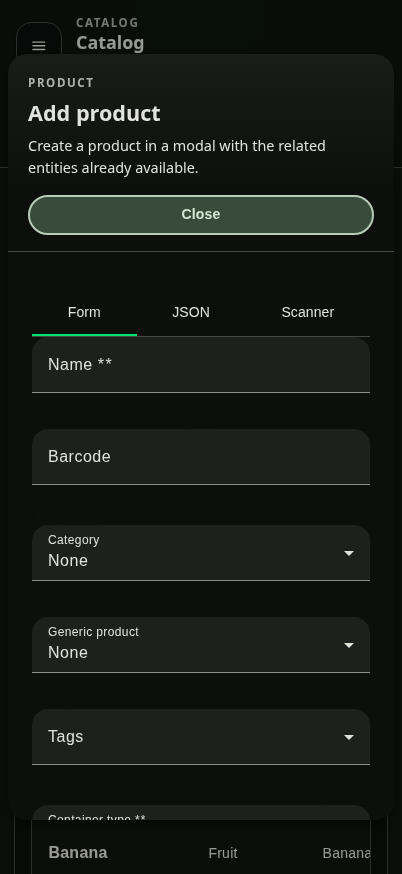 CATALOG
Catalog
PRODUCT
Add product
Create a product in a modal with the related
entities already available.
Close
Form JSON Scanner
Name **
Barcode
Category
None
Generic product
None
Tags
Container type **
Banana Fruit Banana